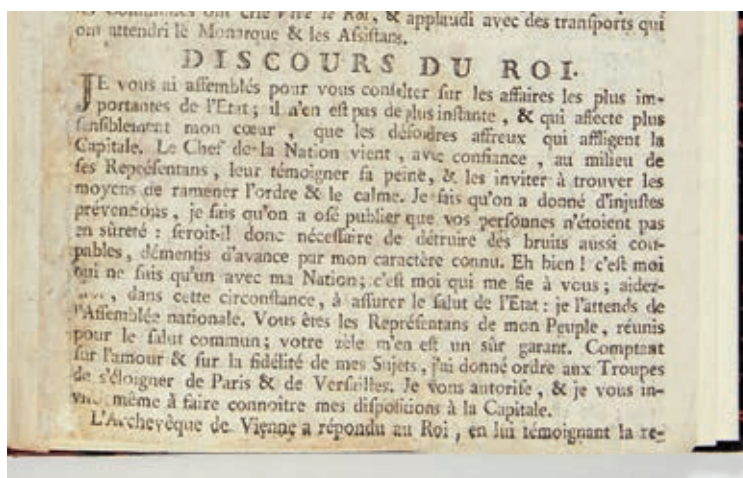 les Communes ont crié Vive le Roi, & applaudi avec des tranſports qui
ont attendri le Monarque & les Aſſiſtans.
DISCOURS DU ROI.
JE vous ai aſſemblés pour vous conſulter ſur les affaires les plus im-
portantes de l'Etat; il n'en eſt pas de plus inſtante, & qui affecte plus
ſenſiblement mon cœur, que les déſordres affreux qui affligent la
Capitale. Le Chef de la Nation vient, avec confiance, au milieu de
ſes Repréſentans, leur témoigner ſa peine, & les inviter à trouver les
moyens de ramener l'ordre & le calme. Je ſais qu'on a donné d'injuſtes
préventions, je ſais qu'on a oſé publier que vos perſonnes n'étoient pas
en ſûreté : ſeroit-il donc néceſſaire de détruire des bruits auſſi cou-
pables, démentis d'avance par mon caractère connu. Eh bien ! c'eſt moi
qui ne ſuis qu'un avec ma Nation; c'eſt moi qui me fie à vous; aidez-
dans cette circonſtance, à aſſurer le ſalut de l'Etat : je l'attends de
l'Aſſemblée nationale. Vous êtes les Repréſentans de mon Peuple, réunis
pour le ſalut commun; votre zèle m'en eſt un sûr garant. Comptant
ſur l'amour & ſur la fidélité de mes Sujets, j'ai donné ordre aux Troupes
de s'éloigner de Paris & de Verſailles. Je vous autoriſe, & je vous in-
vite même à faire connoître mes diſpoſitions à la Capitale.
L'Archevêque de Vienne a répondu au Roi, en lui témoignant la re-